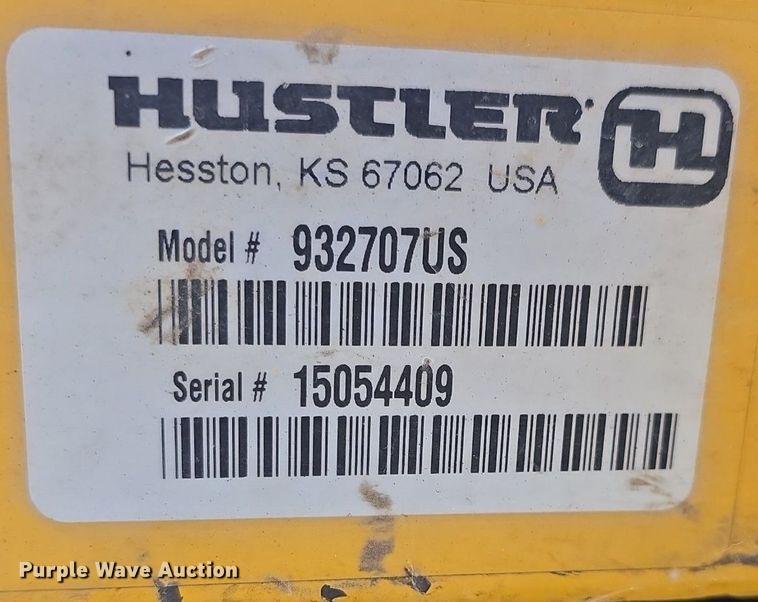 HUSTLER
H
Hesston, KS 67062 USA
Model # 932707US
Serial # 15054409
Purple Wave Auction